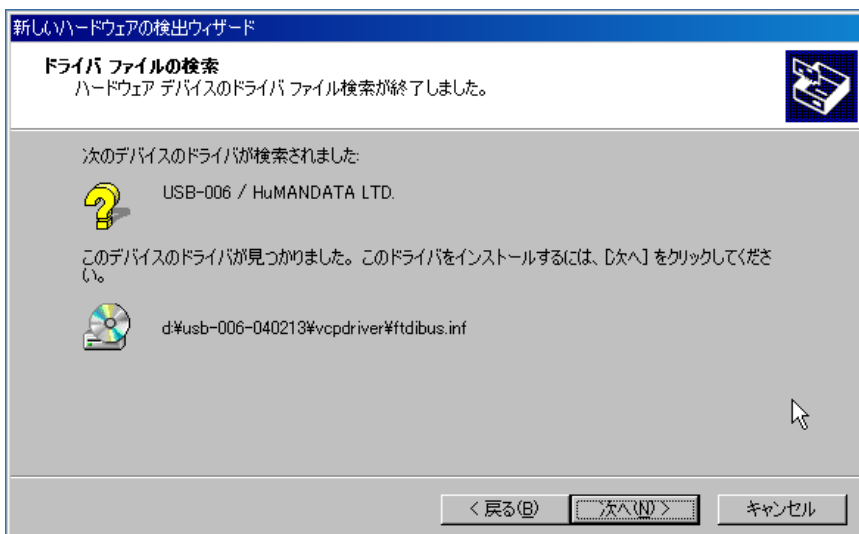 新しいハードウェアの検出ウィザード
ドライバ ファイルの検索
ハードウェア デバイスのドライバ ファイル検索が終了しました。
次のデバイスのドライバが検索されました:
USB-006 / HuMANDATA LTD.
このデバイスのドライバが見つかりました。このドライバをインストールするには、[次へ] をクリックしてくださ
い。
d:¥usb-006-040213¥vcpdriver¥ftdibus.inf
< 戻る(B)
次へ(N) >
キャンセル